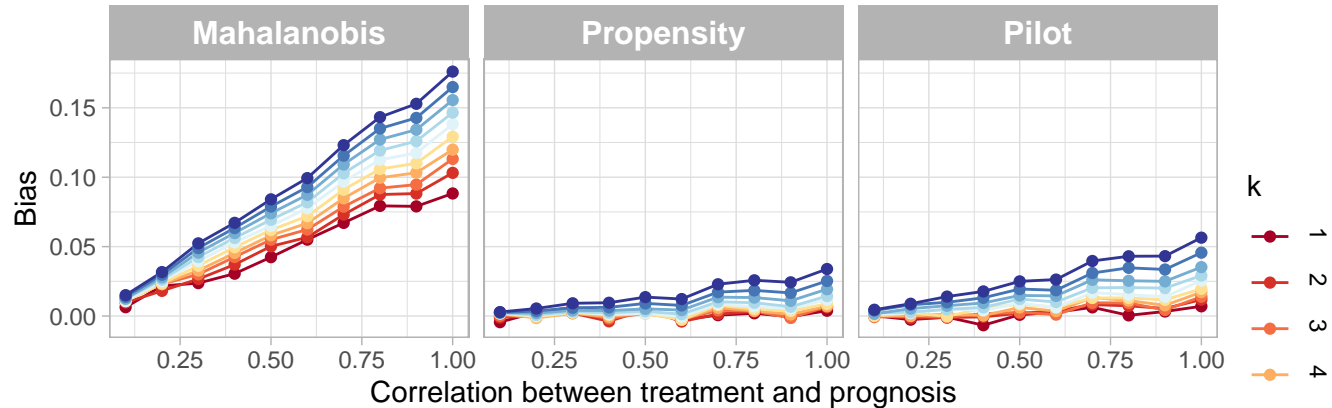 Mahalanobis Propensity Pilot
0.15
0.10
0.05
0.00
Bias
0.25 0.50 0.75 1.00 0.25 0.50 0.75 1.00 0.25 0.50 0.75 1.00
Correlation between treatment and prognosis
k
1
2
3
4